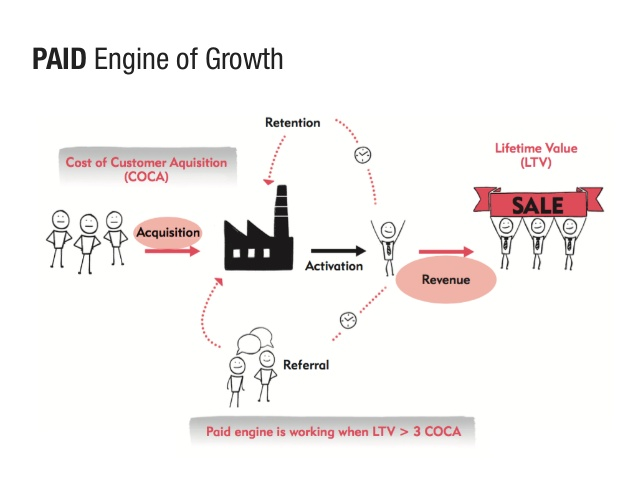 PAID Engine of Growth
Retention
Cost of Customer Aquisition
(COCA)
Lifetime Value
(LTV)
SALE
Acquisition
Activation
Revenue
Referral
Paid engine is working when LTV > 3 COCA